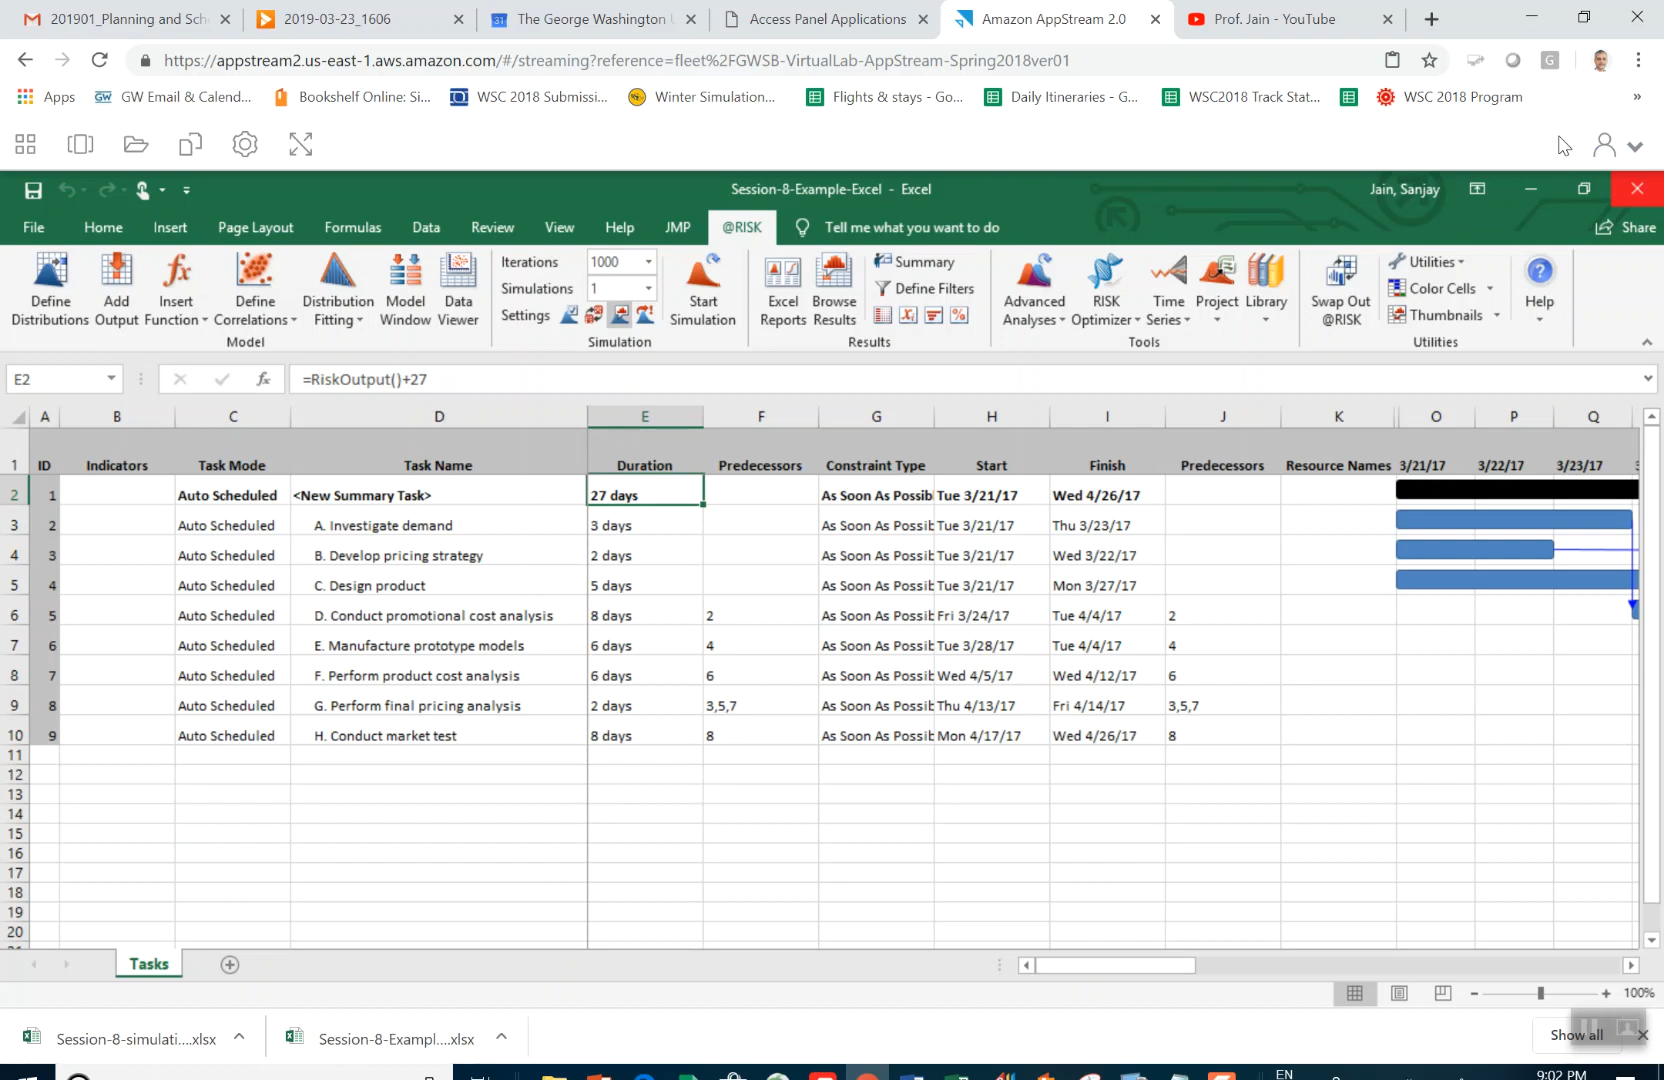 201901_Planning and Sch
2019-03-23_1606
The George Washington U
Access Panel Applications
Amazon AppStream 2.0
Prof. Jain - YouTube
https://appstream2.us-east-1.aws.amazon.com/#/streaming?reference=fleet%2FGWSB-VirtualLab-AppStream-Spring2018ver01
Apps
GW Email & Calend...
Bookshelf Online: Si...
WSC 2018 Submissi...
Winter Simulation...
Flights & stays - Go...
Daily Itineraries - G...
WSC2018 Track Stat...
WSC 2018 Program
Session-8-Example-Excel - Excel
Jain, Sanjay
File Home Insert Page Layout Formulas Data Review View Help JMP @RISK Tell me what you want to do Share
Define Distributions
Add Output
Insert Function
Define Correlations
Distribution Fitting
Model Window
Data Viewer
Model
Iterations 1000
Simulations 1
Settings
Start Simulation
Simulation
Excel Reports
Browse Results
Summary
Define Filters
Results
Advanced Analyses
RISK Optimizer
Time Series
Project
Library
Tools
Swap Out @RISK
Utilities
Color Cells
Thumbnails
Utilities
Help
E2 fx =RiskOutput()+27
A B C D E F G H I J K O P Q
1 ID Indicators Task Mode Task Name Duration Predecessors Constraint Type Start Finish Predecessors Resource Names 3/21/17 3/22/17 3/23/17
2 1 Auto Scheduled <New Summary Task> 27 days As Soon As Possib Tue 3/21/17 Wed 4/26/17
3 2 Auto Scheduled A. Investigate demand 3 days As Soon As Possib Tue 3/21/17 Thu 3/23/17
4 3 Auto Scheduled B. Develop pricing strategy 2 days As Soon As Possib Tue 3/21/17 Wed 3/22/17
5 4 Auto Scheduled C. Design product 5 days As Soon As Possib Tue 3/21/17 Mon 3/27/17
6 5 Auto Scheduled D. Conduct promotional cost analysis 8 days 2 As Soon As Possib Fri 3/24/17 Tue 4/4/17 2
7 6 Auto Scheduled E. Manufacture prototype models 6 days 4 As Soon As Possib Tue 3/28/17 Tue 4/4/17 4
8 7 Auto Scheduled F. Perform product cost analysis 6 days 6 As Soon As Possib Wed 4/5/17 Wed 4/12/17 6
9 8 Auto Scheduled G. Perform final pricing analysis 2 days 3,5,7 As Soon As Possib Thu 4/13/17 Fri 4/14/17 3,5,7
10 9 Auto Scheduled H. Conduct market test 8 days 8 As Soon As Possib Mon 4/17/17 Wed 4/26/17 8
11
12
13
14
15
16
17
18
19
20
Tasks
100%
Session-8-simulati....xlsx
Session-8-Exampl....xlsx
Show all
EN
9:02 PM